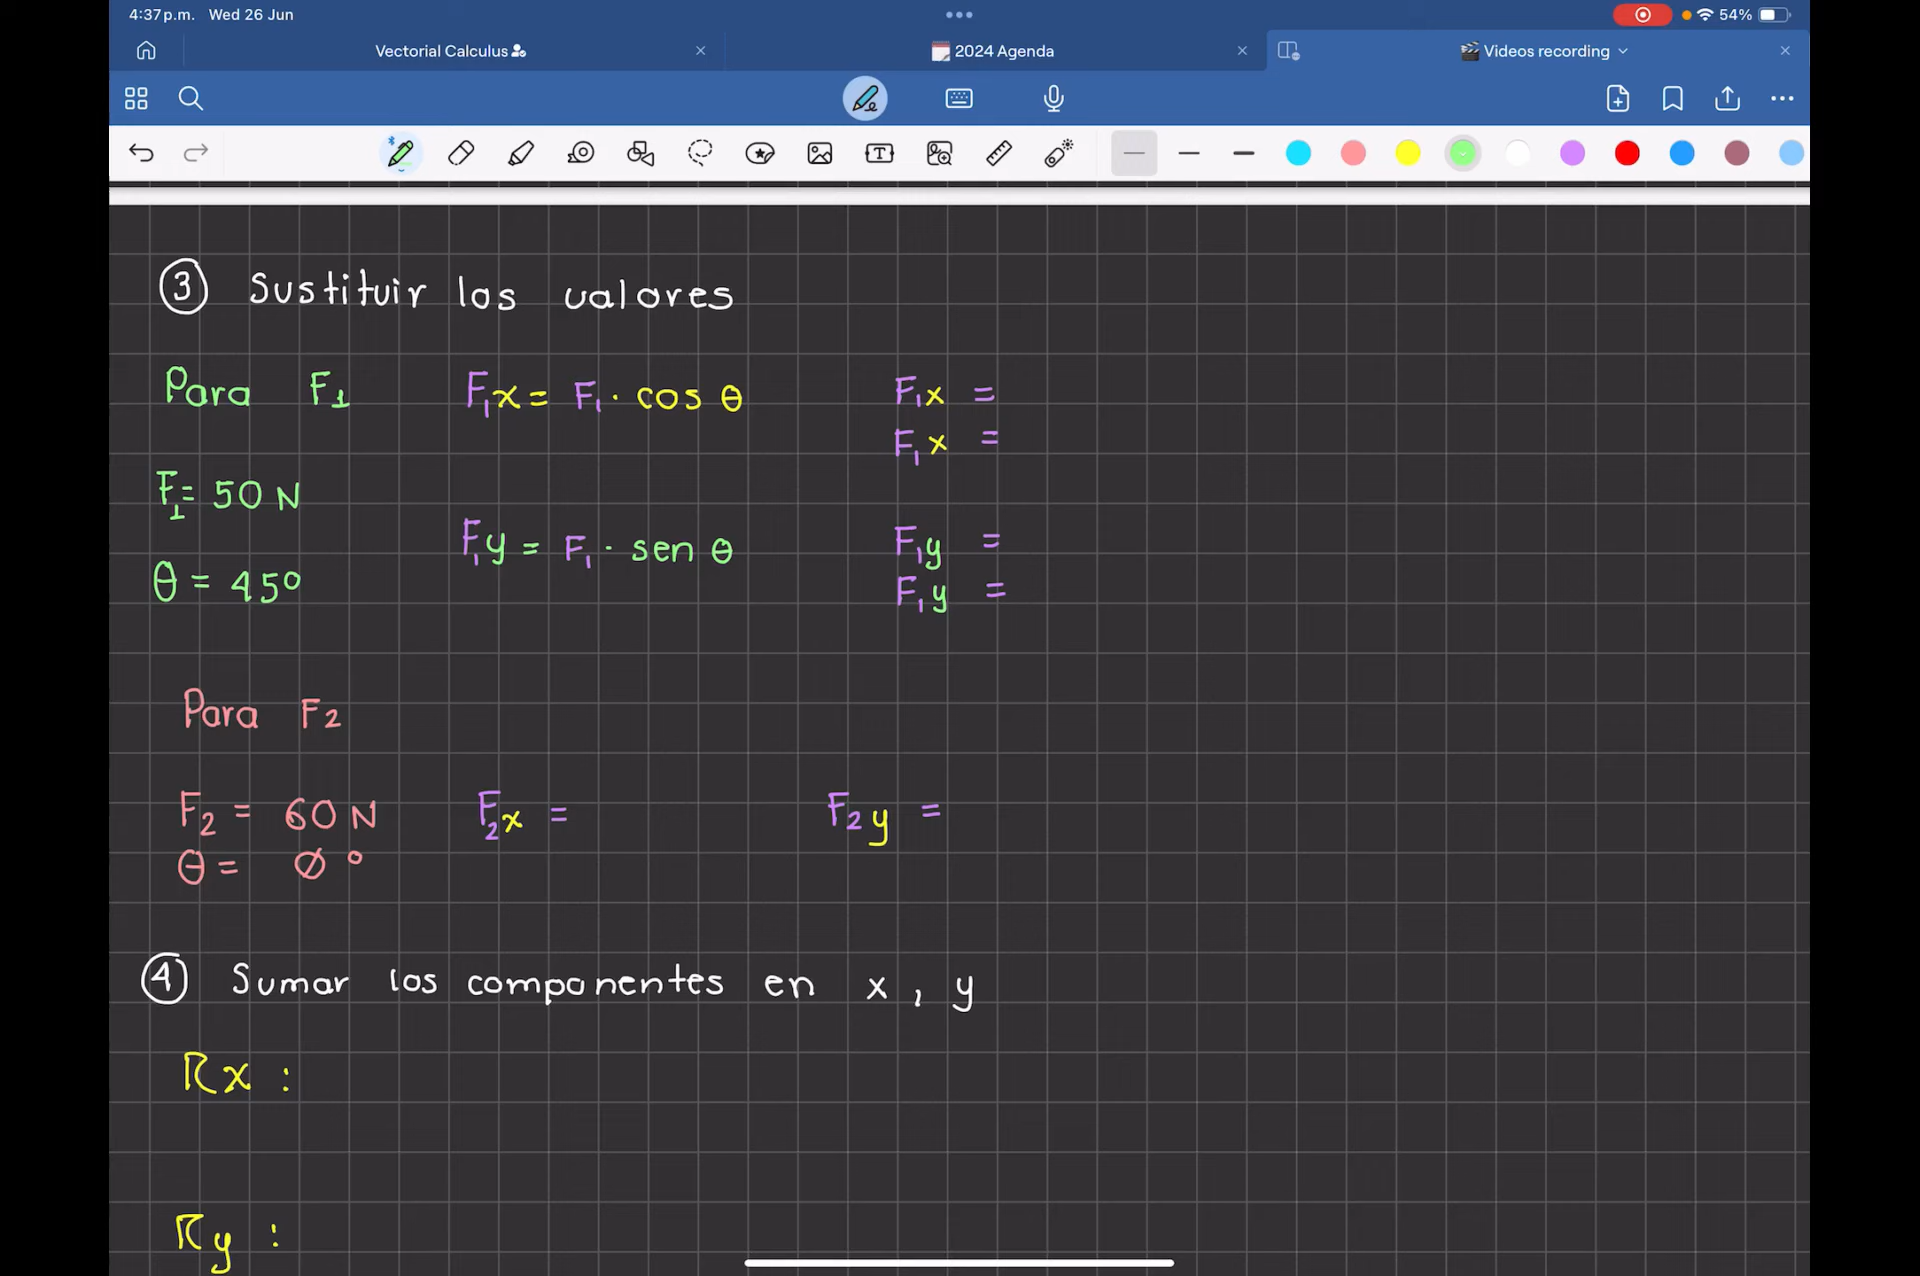 4:37 p.m. Wed 26 Jun
54%
Vectorial Calculus
2024 Agenda
Videos recording
③ Sustituir los valores
Para F1
F1x = F1 · cos θ
F1x =
F1x =
F1 = 50 N
F1y = F1 · sen θ
F1y =
F1y =
θ = 45°
Para F2
F2 = 60 N
F2x =
F2y =
θ = 0°
④ Sumar los componentes en x, y
Rx :
Ry :